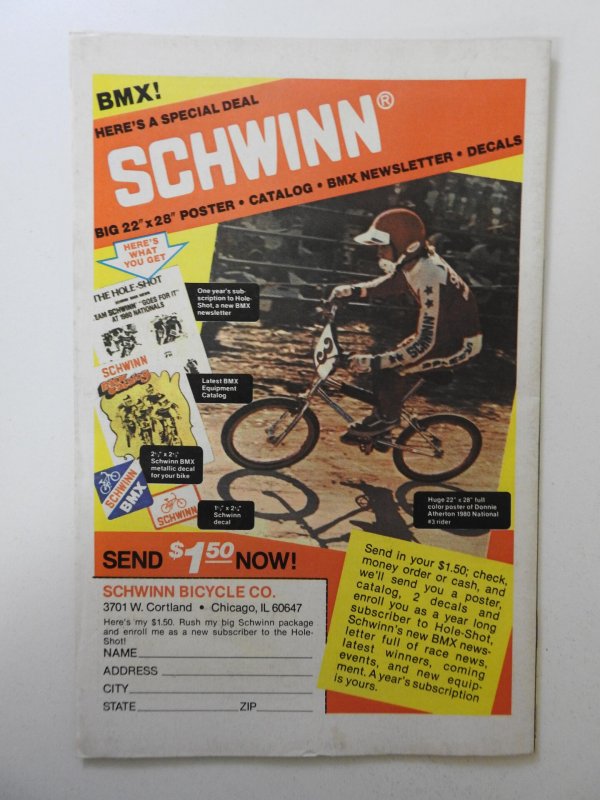 BMX!
HERE'S A SPECIAL DEAL
SCHWINN®
BIG 22" x 28" POSTER • CATALOG • BMX NEWSLETTER • DECALS
HERE'S
WHAT
YOU GET
THE HOLE-SHOT
TEAM SCHWINN "GOES FOR IT"
AT 1980 NATIONALS
One year's sub-
scription to Hole-
Shot, a new BMX
newsletter
SCHWINN
Latest BMX
Equipment
Catalog
2½" x 2½"
Schwinn BMX
metallic decal
for your bike
SCHWINN
BMX
SCHWINN
1½" x 2½"
Schwinn
decal
3
SCHWINN
Huge 22" x 28" full
color poster of Donnie
Atherton 1980 National
#3 rider
SEND $1.50 NOW!
SCHWINN BICYCLE CO.
3701 W. Cortland • Chicago, IL 60647
Here's my $1.50. Rush my big Schwinn package
and enroll me as a new subscriber to the Hole-
Shot!
NAME
ADDRESS
CITY
STATE ZIP
Send in your $1.50; check,
money order or cash, and
we'll send you a poster,
catalog, 2 decals and
enroll you as a year long
subscriber to Hole-Shot,
Schwinn's new BMX news-
letter full of race news,
latest winners, coming
events, and new equip-
ment. A year's subscription
is yours.